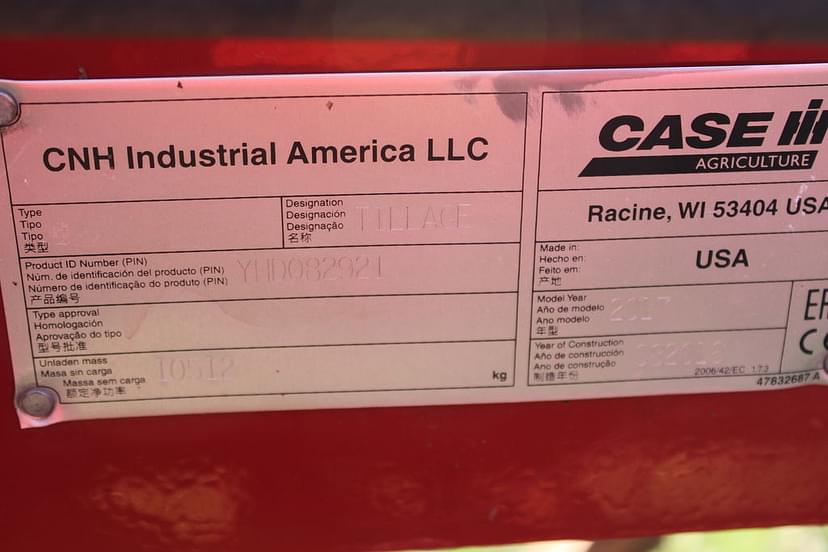 CNH Industrial America LLC
Type
Tipo
Tipo
类型
Designation
Designación
Designação
名称
TILLAGE
Product ID Number (PIN)
Núm. de identificación del producto (PIN)
Número de identificação do produto (PIN)
产品编号
YHD082921
Type approval
Homologación
Aprovação do tipo
型号批准
Unladen mass
Masa sin carga
Massa sem carga
额定净功率
10512
kg
CASE IH
AGRICULTURE
Racine, WI 53404 USA
Made in:
Hecho en:
Feito em:
产地
USA
Model Year
Año de modelo
Ano modelo
年型
2017
Year of Construction
Año de construcción
Ano de construção
制造年份
2006/42/EC 1.7.3
47832687 A